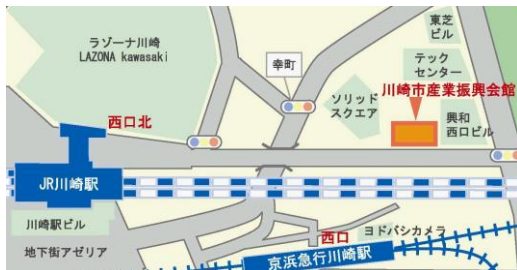 ラゾーナ川崎
LAZONA kawasaki
幸町
東芝
ビル
テック
センター
川崎市産業振興会館
ソリッド
スクエア
興和
西口ビル
西口北
JR川崎駅
川崎駅ビル
地下街アゼリア
西口
ヨドバシカメラ
京浜急行川崎駅